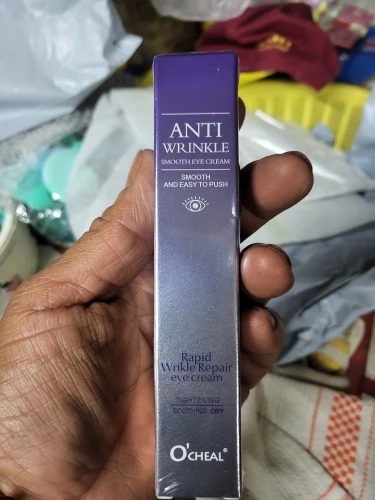 ANTI
WRINKLE
SMOOTH EYE CREAM
SMOOTH
AND EASY TO PUSH
Rapid
Wrikle Repair
eye cream
TIGHTENING
SOOTHING DRY
O'CHEAL®